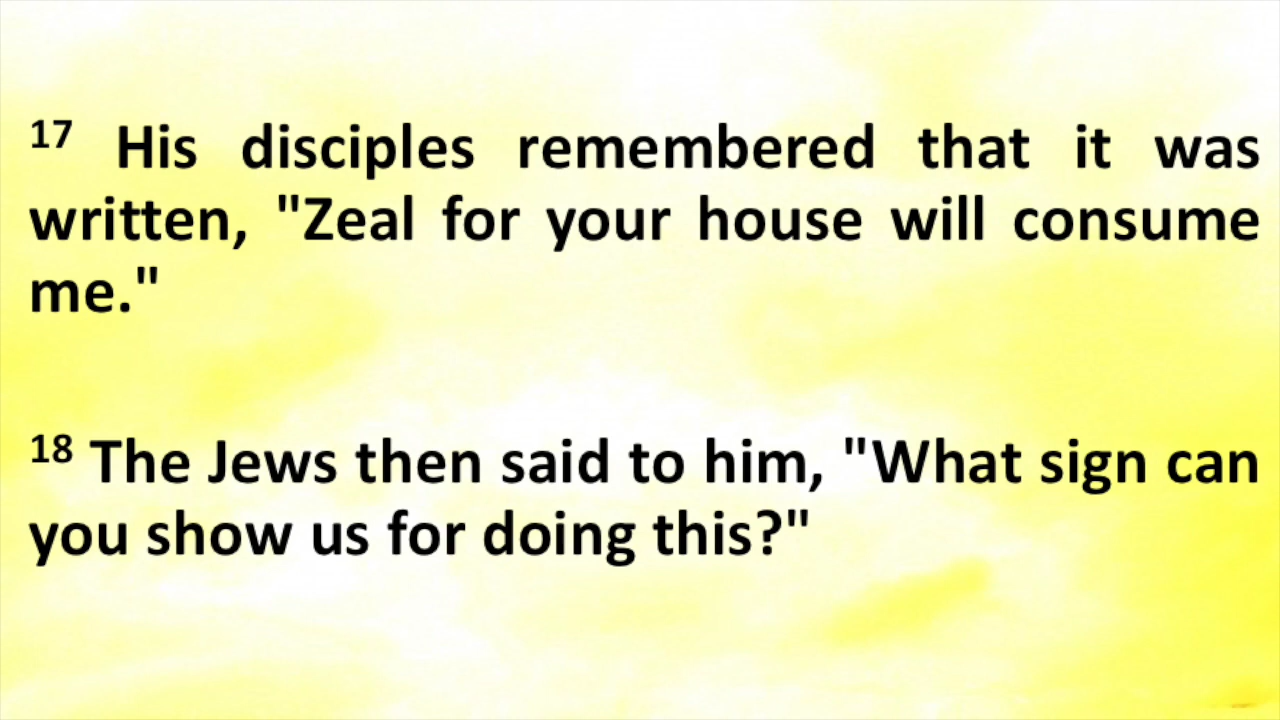 17 His disciples remembered that it was
written, "Zeal for your house will consume
me."
18 The Jews then said to him, "What sign can
you show us for doing this?"